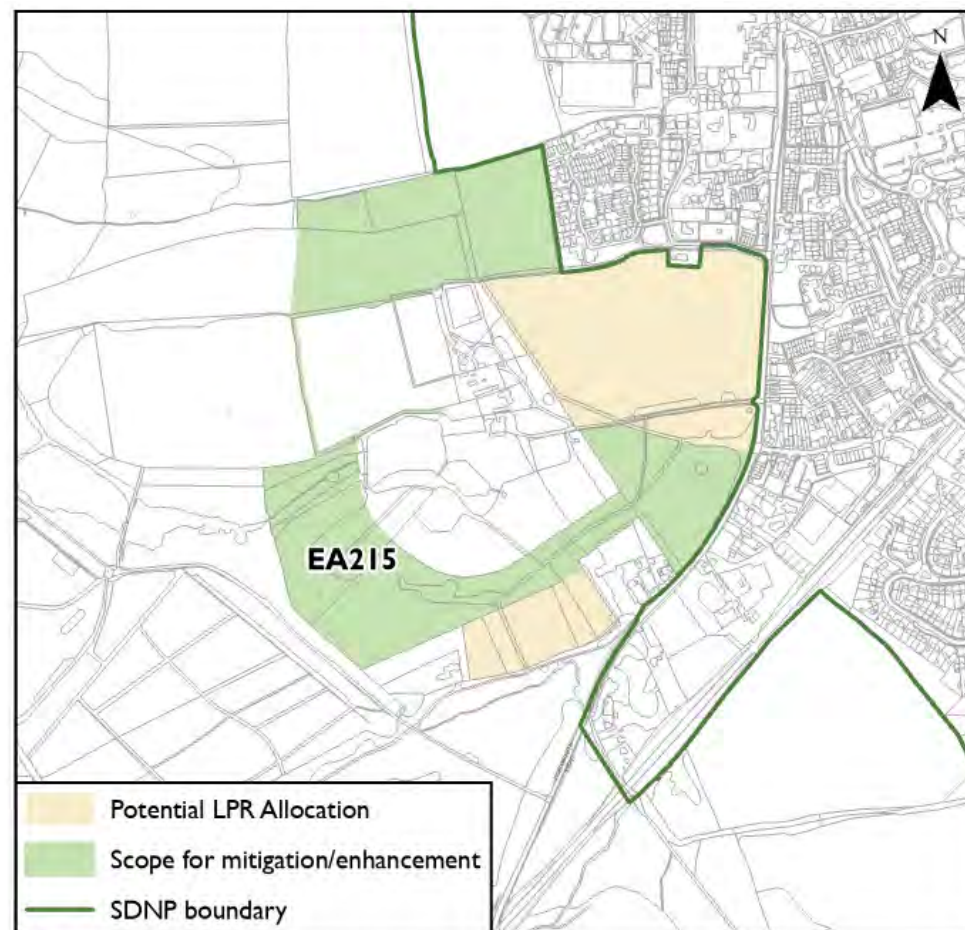 N
EA215
Potential LPR Allocation
Scope for mitigation/enhancement
SDNP boundary